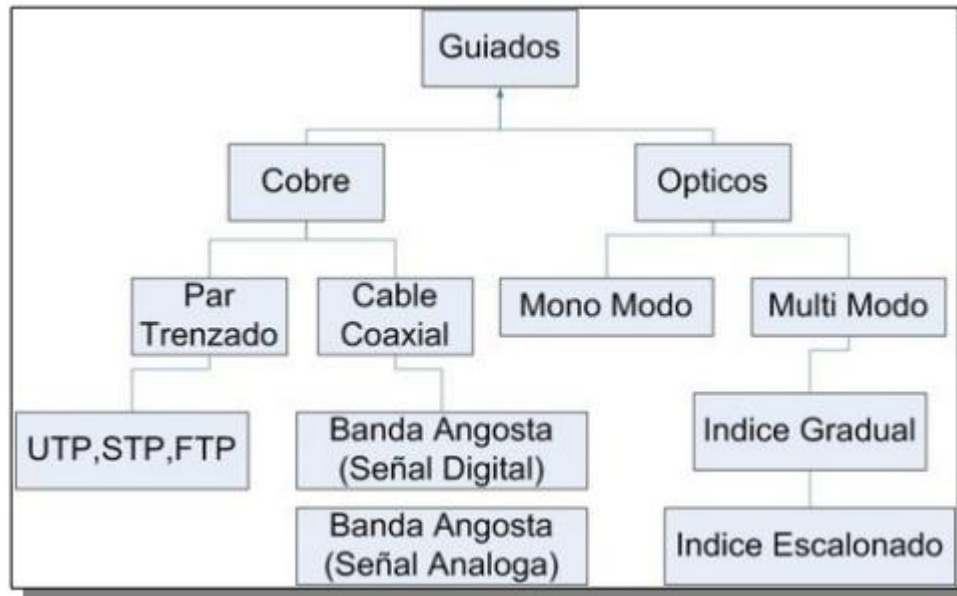 Guiados
Cobre
Opticos
Par
Trenzado
Cable
Coaxial
Mono Modo
Multi Modo
UTP,STP,FTP
Banda Angosta
(Señal Digital)
Indice Gradual
Banda Angosta
(Señal Analoga)
Indice Escalonado